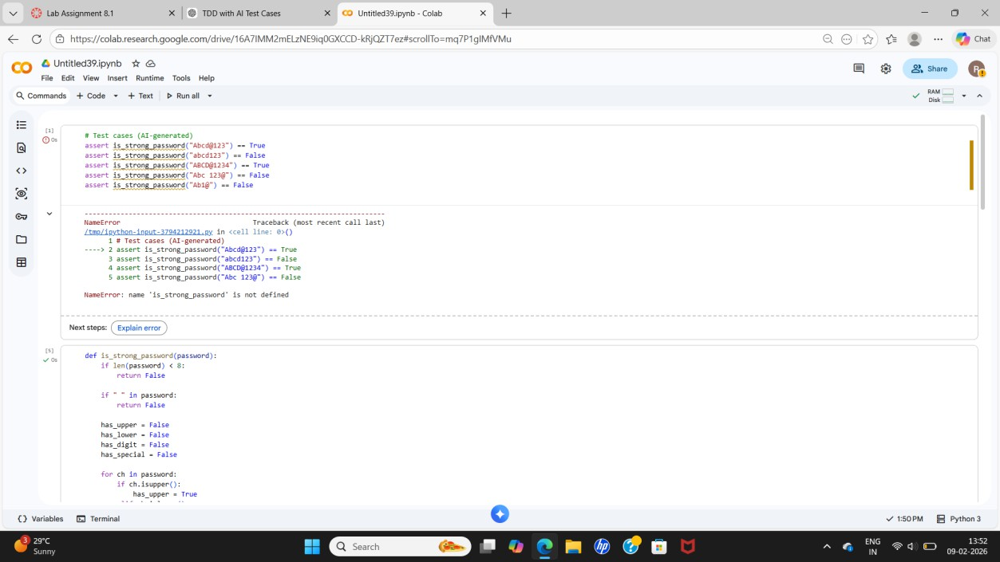 Lab Assignment 8.1
TDD with AI Test Cases
Untitled39.ipynb - Colab
https://colab.research.google.com/drive/16A7IMM2mELzNE9iq0GXCCD-kRjQZT7ez#scrollTo=mq7P1glMfVMu
Chat
Untitled39.ipynb
File Edit View Insert Runtime Tools Help
Share
R
Commands + Code + Text Run all
RAM
Disk
[1]
0s
# Test cases (AI-generated)
assert is_strong_password("Abcd@123") == True
assert is_strong_password("abcd123") == False
assert is_strong_password("ABCD@1234") == True
assert is_strong_password("Abc 123@") == False
assert is_strong_password("Ab1@") == False
---------------------------------------------------------------------------
NameError Traceback (most recent call last)
/tmp/ipython-input-3794212921.py in <cell line: 0>()
1 # Test cases (AI-generated)
----> 2 assert is_strong_password("Abcd@123") == True
3 assert is_strong_password("abcd123") == False
4 assert is_strong_password("ABCD@1234") == True
5 assert is_strong_password("Abc 123@") == False
NameError: name 'is_strong_password' is not defined
Next steps: Explain error
[5]
0s
def is_strong_password(password):
if len(password) < 8:
return False
if " " in password:
return False
has_upper = False
has_lower = False
has_digit = False
has_special = False
for ch in password:
if ch.isupper():
has_upper = True
{} Variables Terminal
1:50 PM Python 3
3
29°C
Sunny
Search
hp
ENG
IN
13:52
09-02-2026